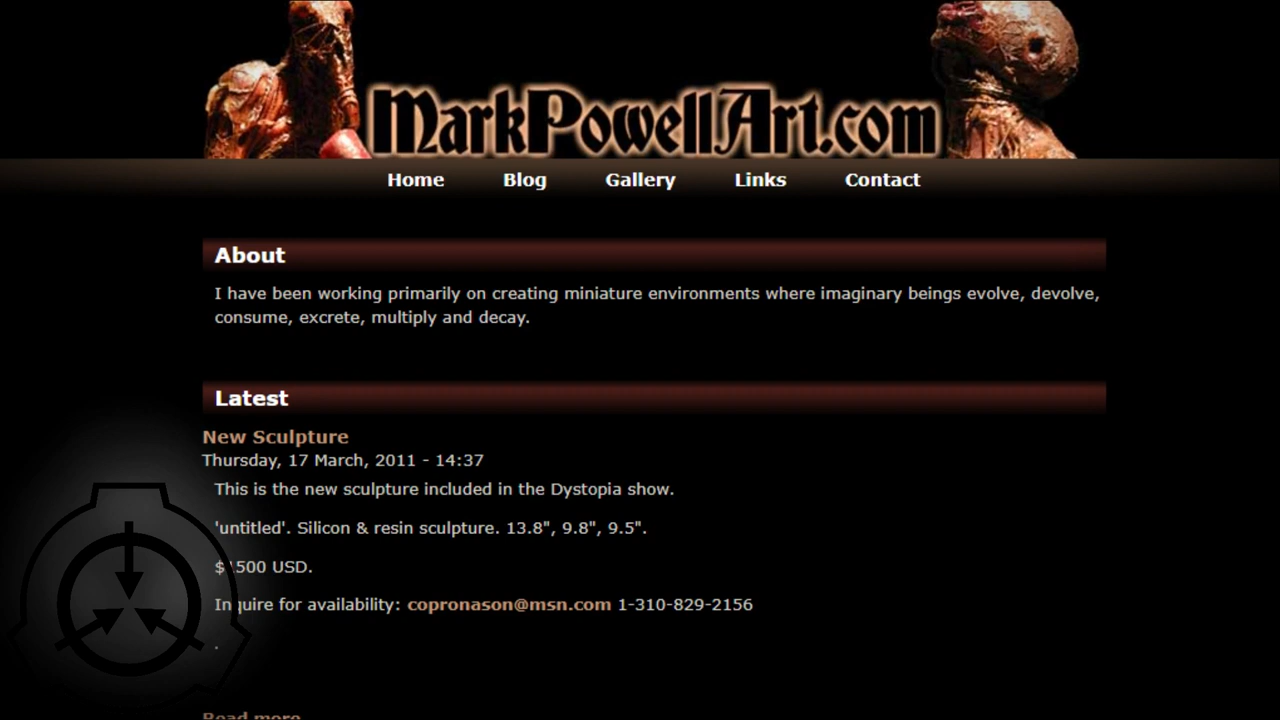 MarkPowellArt.com
Home Blog Gallery Links Contact
About
I have been working primarily on creating miniature environments where imaginary beings evolve, devolve,
consume, excrete, multiply and decay.
Latest
New Sculpture
Thursday, 17 March, 2011 - 14:37
This is the new sculpture included in the Dystopia show.
'untitled'. Silicon & resin sculpture. 13.8", 9.8", 9.5".
$1500 USD.
Inquire for availability: copronason@msn.com 1-310-829-2156
.
Read more